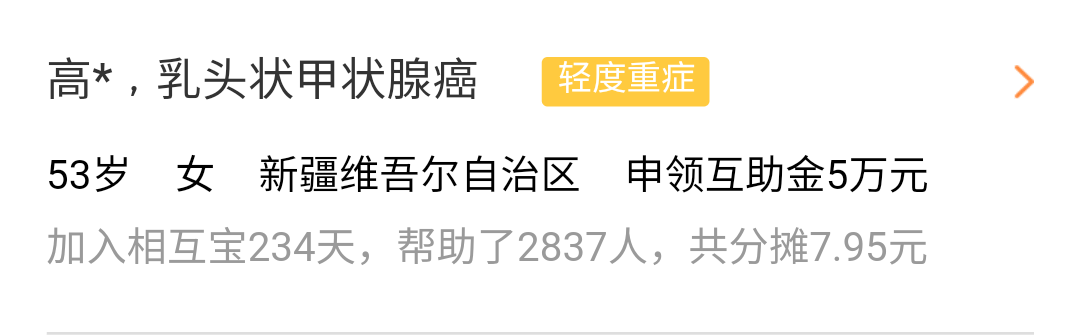 高*，乳头状甲状腺癌 轻度重症
53岁 女 新疆维吾尔自治区 申领互助金5万元
加入相互宝234天，帮助了2837人，共分摊7.95元